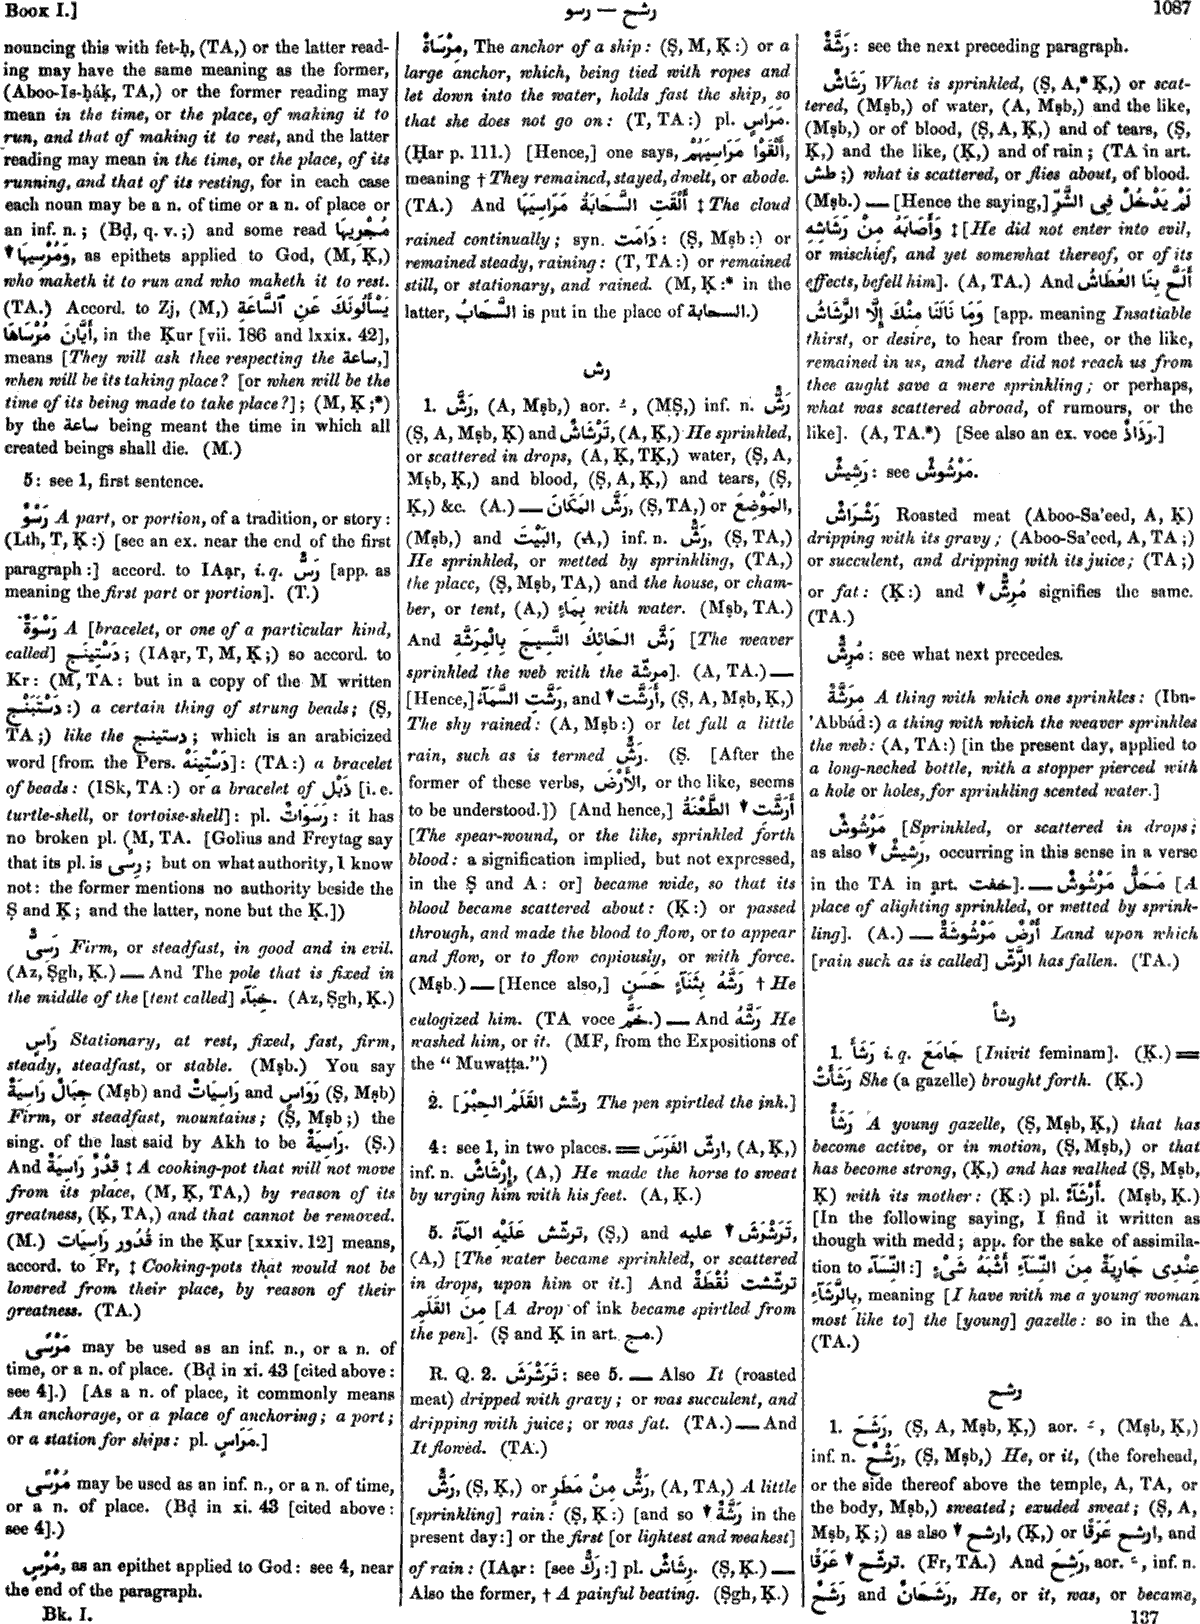 Book I.]
رشح — رسو
1087
nouncing this with fet-ḥ, (TA,) or the latter read-
ing may have the same meaning as the former,
(Aboo-Is-ḥáḳ, TA,) or the former reading may
mean in the time, or the place, of making it to
run, and that of making it to rest, and the latter
reading may mean in the time, or the place, of its
running, and that of its resting, for in each case
each noun may be a n. of time or a n. of place or
an inf. n.; (Bḍ, q. v.;) and some read مُجْرِيهَا
وَمُرْسِيهَا, as epithets applied to God, (M, Ḳ,)
who maketh it to run and who maketh it to rest.
(TA.) Accord. to Zj, (M,) يَسْأَلُونَكَ عَنِ ٱلسَّاعَةِ
أَيَّانَ مُرْسَاهَا, in the Ḳur [vii. 186 and lxxix. 42],
means [They will ask thee respecting the ساعة,]
when will be its taking place? [or when will be the
time of its being made to take place?]; (M, Ḳ;*)
by the ساعة being meant the time in which all
created beings shall die. (M.)
5: see 1, first sentence.
رَسْوٌ A part, or portion, of a tradition, or story:
(Lth, T, Ḳ:) [see an ex. near the end of the first
paragraph:] accord. to IAạr, i. q. رَسٌّ [app. as
meaning the first part or portion]. (T.)
رَسْوَةٌ A [bracelet, or one of a particular kind,
called] دَسْتِينَج; (IAạr, T, M, Ḳ;) so accord. to
Kr: (M, TA: but in a copy of the M written
دَسْتَبَنْج:) a certain thing of strung beads; (Ṣ,
TA;) like the دستينج; which is an arabicized
word [from the Pers. دَسْتِينَهْ]: (TA:) a bracelet
of beads: (ISk, TA:) or a bracelet of ذَبْل [i. e.
turtle-shell, or tortoise-shell]: pl. رَسَوَاتٌ: it has
no broken pl. (M, TA. [Golius and Freytag say
that its pl. is رسى; but on what authority, I know
not: the former mentions no authority beside the
Ṣ and Ḳ; and the latter, none but the Ḳ.])
رَسِىٌّ Firm, or steadfast, in good and in evil.
(Az, Ṣgh, Ḳ.) — And The pole that is fixed in
the middle of the [tent called] خِبَآء. (Az, Ṣgh, Ḳ.)
رَاسٍ Stationary, at rest, fixed, fast, firm,
steady, steadfast, or stable. (Mṣb.) You say
جِبَالٌ رَاسِيَةٌ (Mṣb) and رَاسِيَاتٌ and رَوَاسٍ (Ṣ, Mṣb)
Firm, or steadfast, mountains; (Ṣ, Mṣb;) the
sing. of the last said by Akh to be رَاسِيَةٌ. (Ṣ.)
And قِدْرٌ رَاسِيَةٌ ‡ A cooking-pot that will not move
from its place, (M, Ḳ, TA,) by reason of its
greatness, (Ḳ, TA,) and that cannot be removed.
(M.) قُدُور رَاسِيَات in the Ḳur [xxxiv. 12] means,
accord. to Fr, ‡ Cooking-pots that would not be
lowered from their place, by reason of their
greatness. (TA.)
مَرْسًى may be used as an inf. n., or a n. of
time, or a n. of place. (Bḍ in xi. 43 [cited above:
see 4].) [As a n. of place, it commonly means
An anchorage, or a place of anchoring; a port;
or a station for ships: pl. مَرَاسٍ.]
مُرْسًى may be used as an inf. n., or a n. of time,
or a n. of place. (Bḍ in xi. 43 [cited above:
see 4].)
مُرْسٍ, as an epithet applied to God: see 4, near
the end of the paragraph.
Bk. I.
مِرْسَاةٌ, The anchor of a ship: (Ṣ, M, Ḳ:) or a
large anchor, which, being tied with ropes and
let down into the water, holds fast the ship, so
that she does not go on: (T, TA:) pl. مَرَاسٍ.
(Ḥar p. 111.) [Hence,] one says, أَلْقَوْا مَرَاسِيَهُمْ,
meaning † They remained, stayed, dwelt, or abode.
(TA.) And أَلْقَتِ السَّحَابَةُ مَرَاسِيَهَا ‡ The cloud
rained continually; syn. دَامَت: (Ṣ, Mṣb:) or
remained steady, raining: (T, TA:) or remained
still, or stationary, and rained. (M, Ḳ:* in the
latter, السَّحَابُ is put in the place of السحابة.)
رش
1. رَشَّ, (A, Mṣb,) aor. ـُ, (MṢ,) inf. n. رَشٌّ
(Ṣ, A, Mṣb, Ḳ) and تَرْشَاشٌ, (A, Ḳ,) He sprinkled,
or scattered in drops, (A, Ḳ, TḲ,) water, (Ṣ, A,
Mṣb, Ḳ,) and blood, (Ṣ, A, Ḳ,) and tears, (Ṣ,
Ḳ,) &c. (A.) — رَشَّ المَكَانَ, (Ṣ, TA,) or المَوْضِعَ,
(Mṣb,) and البَيْتَ, (A,) inf. n. رَشٌّ, (Ṣ, TA,)
He sprinkled, or wetted by sprinkling, (TA,)
the place, (Ṣ, Mṣb, TA,) and the house, or cham-
ber, or tent, (A,) بِمَاءٍ with water. (Mṣb, TA.)
And رَشَّ الحَائِكُ النَّسِيجَ بِالْمِرَشَّةِ [The weaver
sprinkled the web with the مرشّة]. (A, TA.) —
[Hence,] رَشَّتِ السَّمَآءُ, and أَرَشَّت, (Ṣ, A, Mṣb, Ḳ,)
The sky rained: (A, Mṣb:) or let fall a little
rain, such as is termed رَشّ. (Ṣ. [After the
former of these verbs, الأَرْضَ, or the like, seems
to be understood.]) [And hence,] أَرَشَّتِ الطَّعْنَةُ
[The spear-wound, or the like, sprinkled forth
blood: a signification implied, but not expressed,
in the Ṣ and A: or] became wide, so that its
blood became scattered about: (Ḳ:) or passed
through, and made the blood to flow, or to appear
and flow, or to flow copiously, or with force.
(Mṣb.) — [Hence also,] رَشَّهُ بِثَنَآءٍ حَسَنٍ † He
eulogized him. (TA voce خَمَّ.) — And رَشَّهُ He
washed him, or it. (MF, from the Expositions of
the “Muwaṭṭa.”)
2. [رشّش القَلَمُ الحِبْرَ The pen spirtled the ink.]
4: see 1, in two places. = ارشّ الفَرَسَ, (A, Ḳ,)
inf. n. إِرْشَاشٌ, (A,) He made the horse to sweat
by urging him with his feet. (A, Ḳ.)
5. ترشّش عَلَيْهِ المَآءُ, (Ṣ,) and تَرَشْرَشَ عليه,
(A,) [The water became sprinkled, or scattered
in drops, upon him or it.] And ترشّشت نُقْطَةٌ
مِنَ القَلَمِ [A drop of ink became spirtled from
the pen]. (Ṣ and Ḳ in art. مج.)
R. Q. 2. تَرَشْرَشَ: see 5. — Also It (roasted
meat) dripped with gravy; or was succulent, and
dripping with juice; or was fat. (TA.) — And
It flowed. (TA.)
رَشٌّ, (Ṣ, Ḳ,) or رَشٌّ مِنْ مَطَرٍ, (A, TA,) A little
[sprinkling] rain: (Ṣ, Ḳ:) [and so رَشَّةٌ in the
present day:] or the first [or lightest and weakest]
of rain: (IAạr: [see رَكٌّ:] pl. رِشَاشٌ. (Ṣ, Ḳ.) —
Also the former, † A painful beating. (Ṣgh, Ḳ.)
رَشَّةٌ: see the next preceding paragraph.
رَشَاشٌ What is sprinkled, (Ṣ, A,* Ḳ,) or scat-
tered, (Mṣb,) of water, (A, Mṣb,) and the like,
(Mṣb,) or of blood, (Ṣ, A, Ḳ,) and of tears, (Ṣ,
Ḳ,) and the like, (Ḳ,) and of rain; (TA in art.
طش;) what is scattered, or flies about, of blood.
(Mṣb.) — [Hence the saying,] لَمْ يَدْخُلْ فِى الشَّرِّ
وَأَصَابَهُ مِنْ رَشَاشِهِ ‡ [He did not enter into evil,
or mischief, and yet somewhat thereof, or of its
effects, befell him]. (A, TA.) And أَلَحَّ بِنَا العُطَاشُ
وَمَا نَالَنَا مِنْكَ إِلَّا الرَّشَاشُ [app. meaning Insatiable
thirst, or desire, to hear from thee, or the like,
remained in us, and there did not reach us from
thee aught save a mere sprinkling; or perhaps,
what was scattered abroad, of rumours, or the
like]. (A, TA.*) [See also an ex. voce رَذَاذٌ.]
رَشِيشٌ: see مَرْشُوشٌ.
رَشْرَاشٌ Roasted meat (Aboo-Sa'eed, A, Ḳ)
dripping with its gravy; (Aboo-Sa'eed, A, TA;)
or succulent, and dripping with its juice; (TA;)
or fat: (Ḳ:) and مُرِشٌّ signifies the same.
(TA.)
مُرِشٌّ: see what next precedes.
مِرَشَّةٌ A thing with which one sprinkles: (Ibn-
'Abbád:) a thing with which the weaver sprinkles
the web: (A, TA:) [in the present day, applied to
a long-necked bottle, with a stopper pierced with
a hole or holes, for sprinkling scented water.]
مَرْشُوشٌ [Sprinkled, or scattered in drops;
as also رَشِيشٌ, occurring in this sense in a verse
in the TA in art. خفت]. — مَحَلٌّ مَرْشُوشٌ [A
place of alighting sprinkled, or wetted by sprink-
ling]. (A.) — أَرْضٌ مَرْشُوشَةٌ Land upon which
[rain such as is called] الرَّشّ has fallen. (TA.)
رشأ
1. رَشَأَ i. q. جَامَعَ [Inivit feminam]. (Ḳ.) =
رَشَأَتْ She (a gazelle) brought forth. (Ḳ.)
رَشَأٌ A young gazelle, (Ṣ, Mṣb, Ḳ,) that has
become active, or in motion, (Ṣ, Mṣb,) or that
has become strong, (Ḳ,) and has walked (Ṣ, Mṣb,
Ḳ) with its mother: (Ḳ:) pl. أَرْشَآءٌ. (Mṣb, Ḳ.)
[In the following saying, I find it written as
though with medd; app. for the sake of assimila-
tion to النِّسَآء:] عِنْدِى جَارِيَةٌ مِنَ النِّسَآءِ أَشْبَهُ شَىْءٍ
بِالرَّشَآءِ, meaning [I have with me a young woman
most like to] the [young] gazelle: so in the A.
(TA.)
رشح
1. رَشَحَ, (Ṣ, A, Mṣb, Ḳ,) aor. ـَ, (Mṣb, Ḳ,)
inf. n. رَشْحٌ, (Ṣ, Mṣb,) He, or it, (the forehead,
or the side thereof above the temple, A, TA, or
the body, Mṣb,) sweated; exuded sweat; (Ṣ, A,
Mṣb, Ḳ;) as also ارشح, (Ḳ,) or ارشح عَرَقًا, and
ترشّح عَرَقًا. (Fr, TA.) And رَشِحَ, aor. ـَ, inf. n.
رَشَحٌ and رَشَحَانٌ, He, or it, was, or became,
137